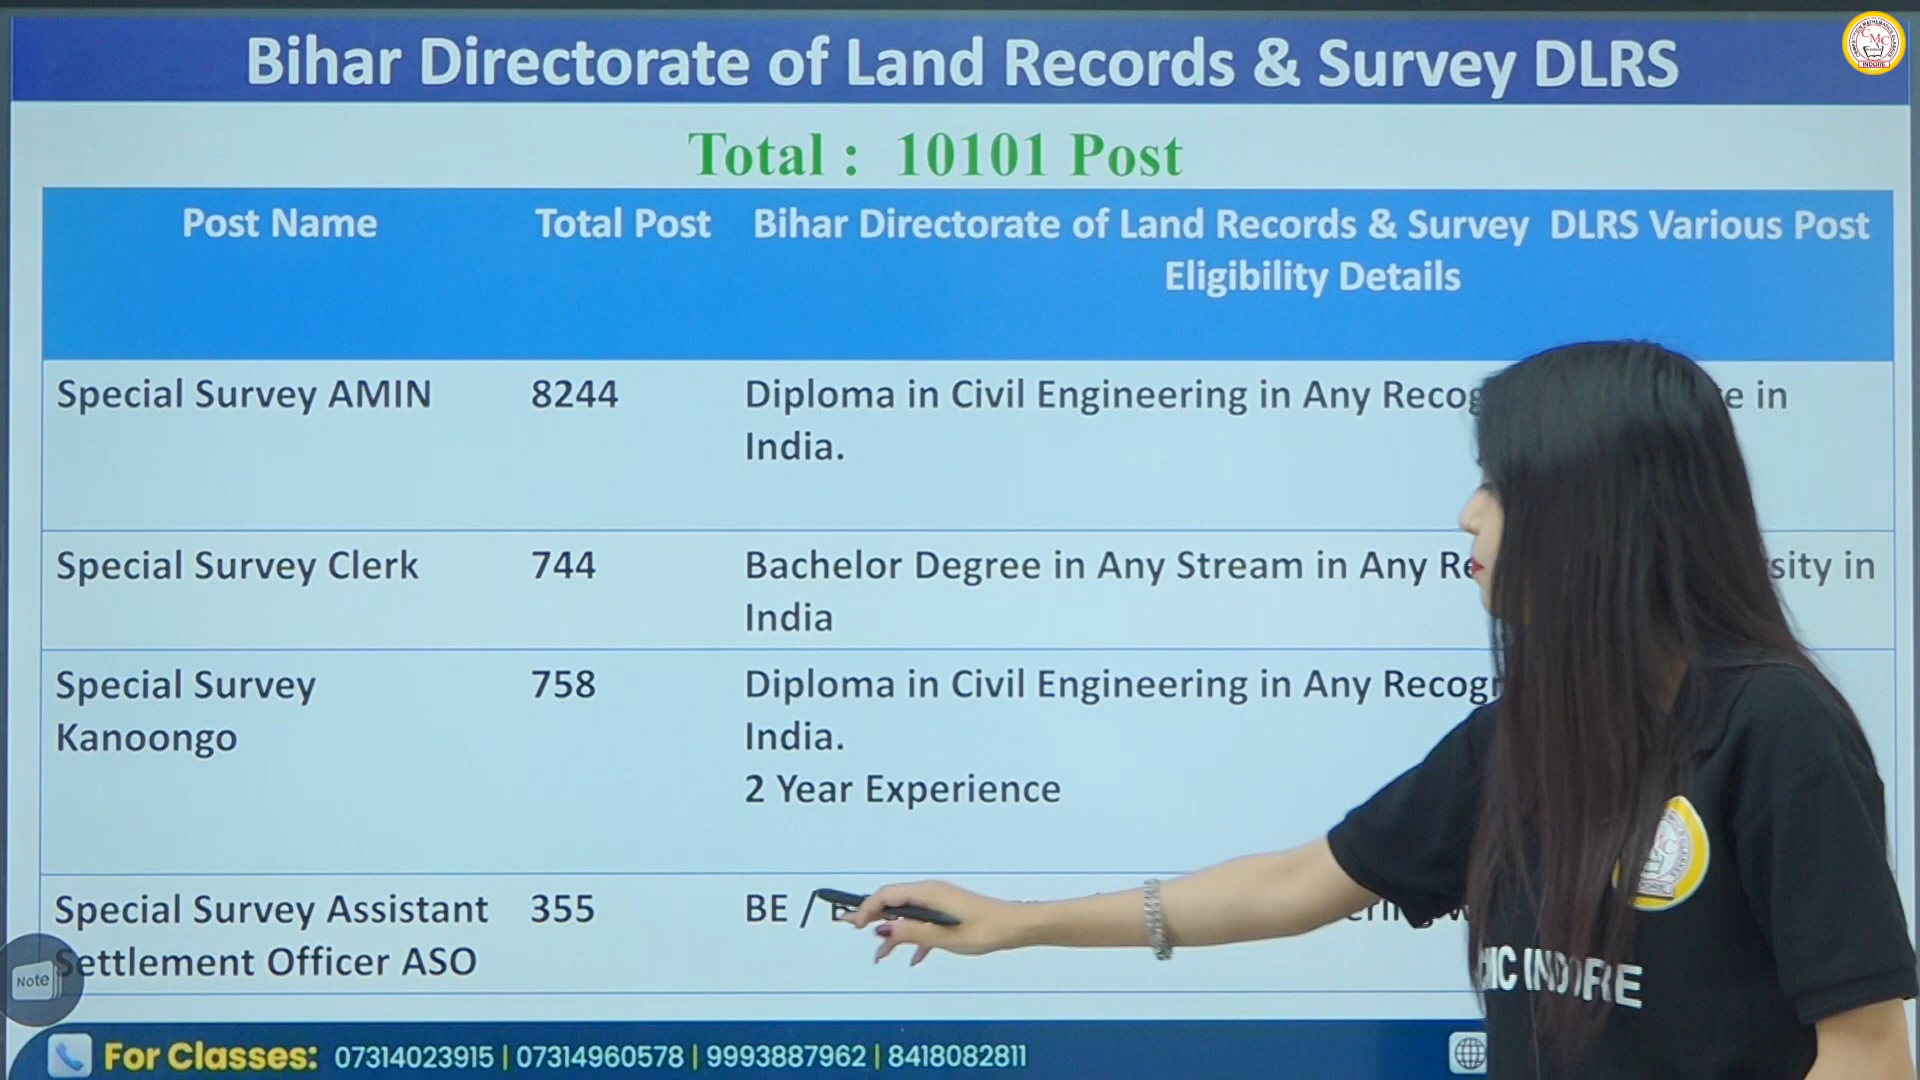 Bihar Directorate of Land Records & Survey DLRS
Total : 10101 Post
Post Name Total Post Bihar Directorate of Land Records & Survey DLRS Various Post
Eligibility Details
Special Survey AMIN 8244 Diploma in Civil Engineering in Any in
India.
Special Survey Clerk 744 Bachelor Degree in Any Stream in Any in
India
Special Survey 758 Diploma in Civil Engineering in Any
Kanoongo India.
2 Year Experience
Special Survey Assistant 355 BE /
Settlement Officer ASO
Note
CMC
INDORE
CMC INDORE
For Classes: 07314023915 | 07314960578 | 9993887962 | 8418082811